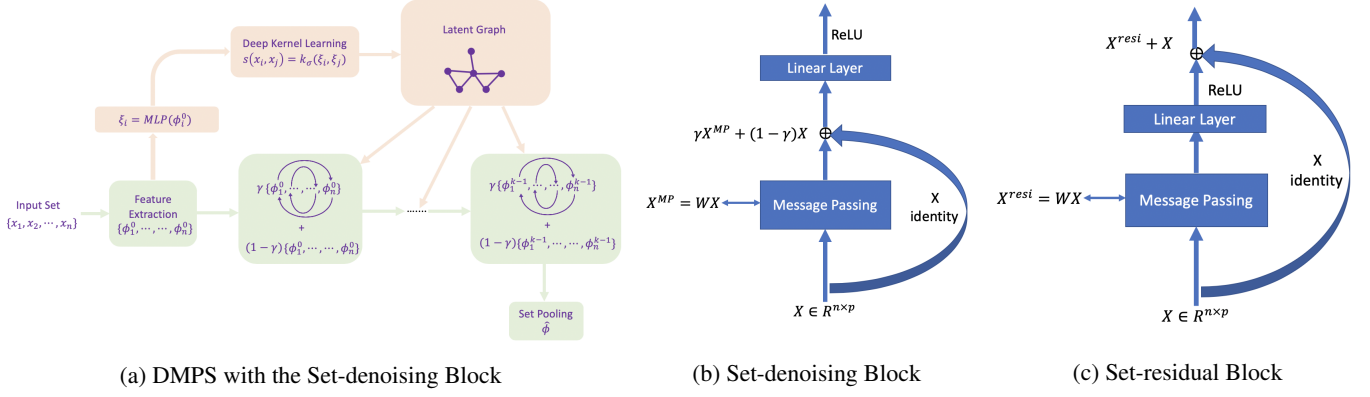 Deep Kernel Learning
s(x_i, x_j) = k_σ(ξ_i, ξ_j)
Latent Graph
ξ_i = MLP(ϕ_i^0)
Input Set
{x_1, x_2, ⋯, x_n}
Feature
Extraction
{ϕ_1^0, ⋯, ⋯, ϕ_n^0}
γ {ϕ_1^0, ⋯, ⋯, ϕ_n^0}
+
(1 − γ){ϕ_1^0, ⋯, ⋯, ϕ_n^0}
.......
γ {ϕ_1^{k−1}, ⋯, ⋯, ϕ_n^{k−1}}
+
(1 − γ){ϕ_1^{k−1}, ⋯, ⋯, ϕ_n^{k−1}}
Set Pooling
ϕ̂
(a) DMPS with the Set-denoising Block
ReLU
Linear Layer
γX^{MP} + (1 − γ)X ⊕
X^{MP} = WX
Message Passing
X
identity
X ∈ R^{n×p}
(b) Set-denoising Block
X^{resi} + X ⊕
ReLU
Linear Layer
X^{resi} = WX
Message Passing
X
identity
X ∈ R^{n×p}
(c) Set-residual Block